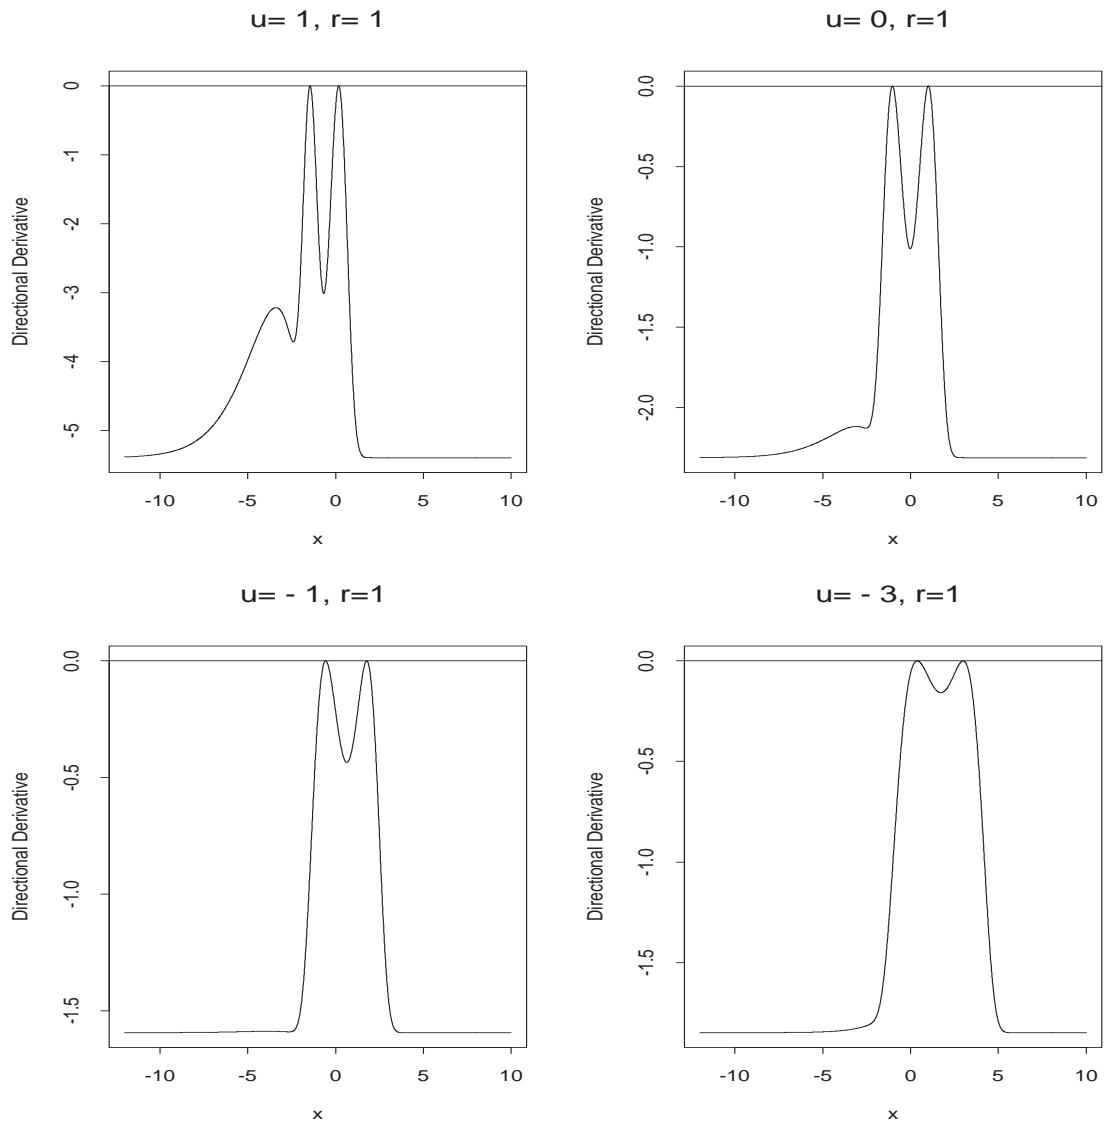 u= 1, r= 1
Directional Derivative
0
-1
-2
-3
-4
-5
-10 -5 0 5 10
x
u= 0, r=1
Directional Derivative
0.0
-0.5
-1.0
-1.5
-2.0
-10 -5 0 5 10
x
u= - 1, r=1
Directional Derivative
0.0
-0.5
-1.0
-1.5
-10 -5 0 5 10
x
u= - 3, r=1
Directional Derivative
0.0
-0.5
-1.0
-1.5
-10 -5 0 5 10
x